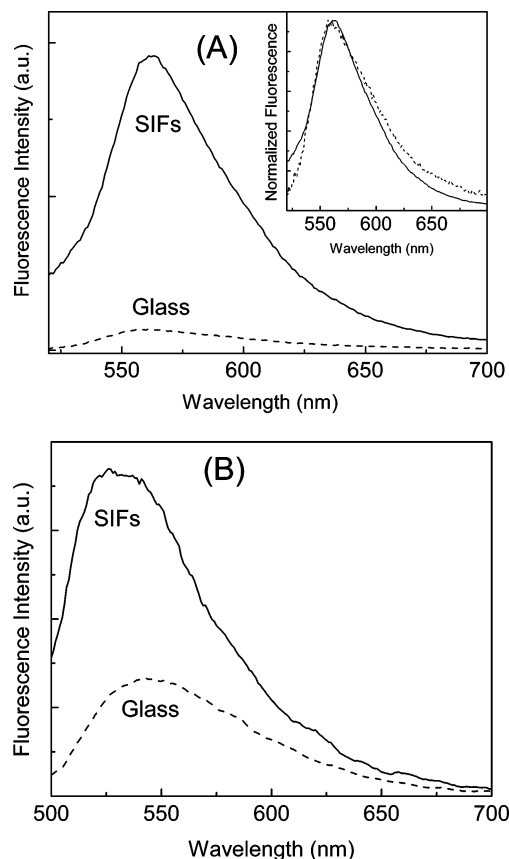 (A)
Fluorescence Intensity (a.u.)
SIFs
Glass
550
600
650
700
Wavelength (nm)
Normalized Fluorescence
550
600
650
Wavelength (nm)
(B)
Fluorescence Intensity (a.u.)
SIFs
Glass
500
550
600
650
700
Wavelength (nm)